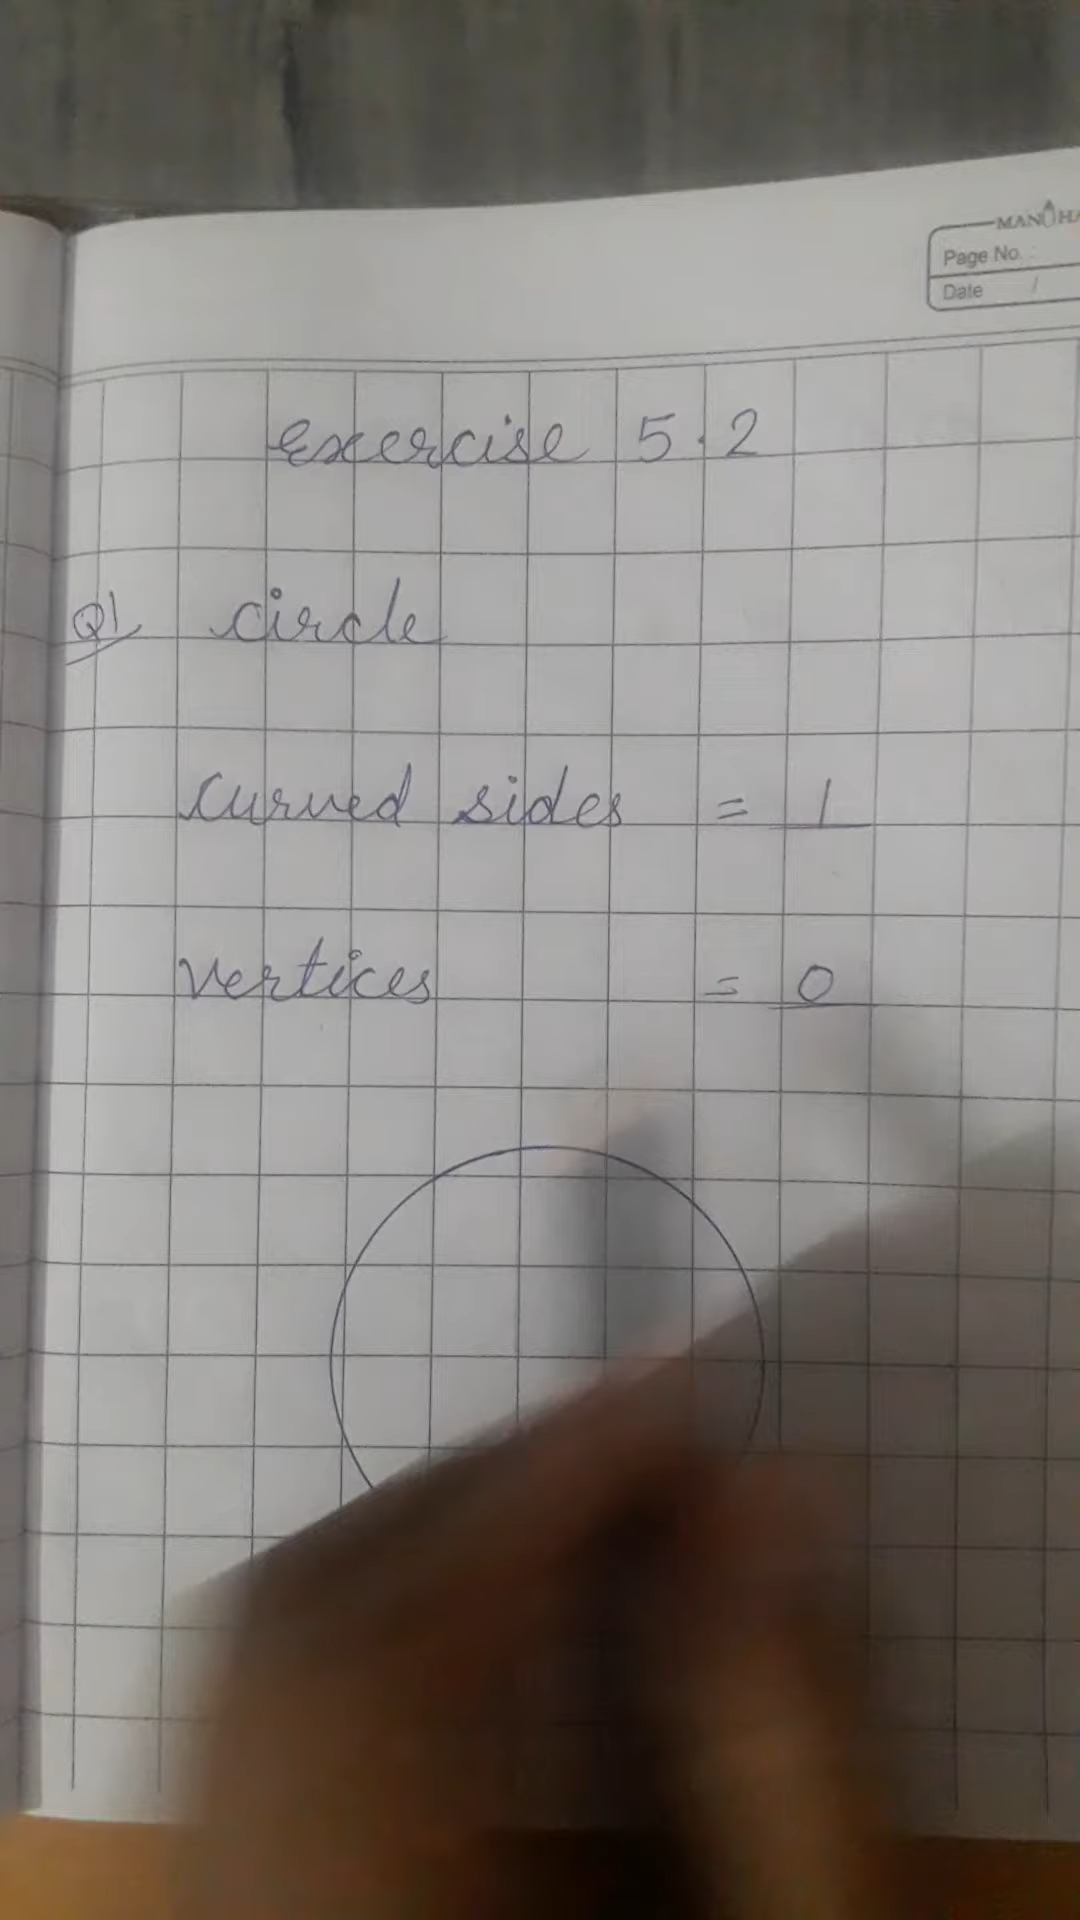 Page No. :
Date /
exercise 5.2
Q1 circle
curved sides = 1
vertices = 0